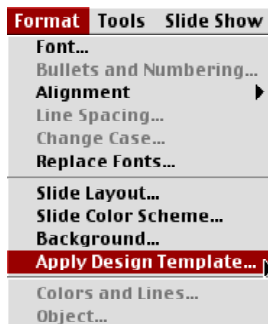 Format Tools Slide Show
Font...
Bullets and Numbering...
Alignment
Line Spacing...
Change Case...
Replace Fonts...
Slide Layout...
Slide Color Scheme...
Background...
Apply Design Template...
Colors and Lines...
Object...